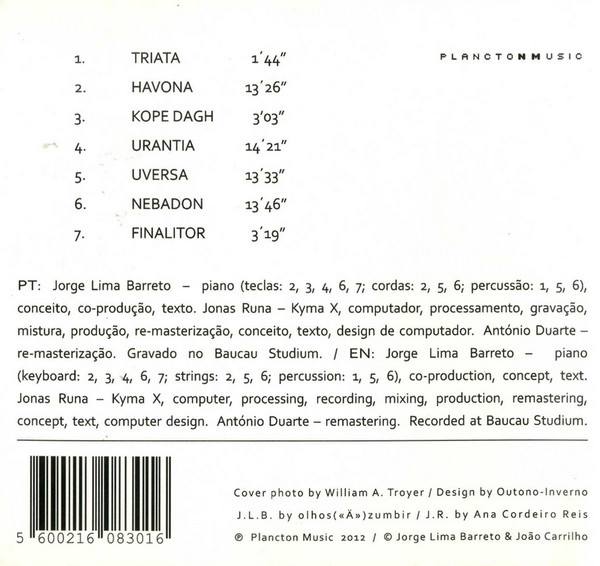 PLANCTONMUSIC
1. TRIATA 1´44”
2. HAVONA 13´26”
3. KOPE DAGH 3’03”
4. URANTIA 14´21”
5. UVERSA 13´33”
6. NEBADON 13´46”
7. FINALITOR 3´19”
PT: Jorge Lima Barreto – piano (teclas: 2, 3, 4, 6, 7; cordas: 2, 5, 6; percussão: 1, 5, 6),
conceito, co-produção, texto. Jonas Runa – Kyma X, computador, processamento, gravação,
mistura, produção, re-masterização, conceito, texto, design de computador. António Duarte –
re-masterização. Gravado no Baucau Studium. / EN: Jorge Lima Barreto – piano
(keyboard: 2, 3, 4, 6, 7; strings: 2, 5, 6; percussion: 1, 5, 6), co-production, concept, text.
Jonas Runa – Kyma X, computer, processing, recording, mixing, production, remastering,
concept, text, computer design. António Duarte – remastering. Recorded at Baucau Studium.
Cover photo by William A. Troyer / Design by Outono-Inverno
J.L.B. by olhos(«Ä»)zumbir / J.R. by Ana Cordeiro Reis
℗ Plancton Music 2012 / © Jorge Lima Barreto & João Carrilho
5 600216 083016